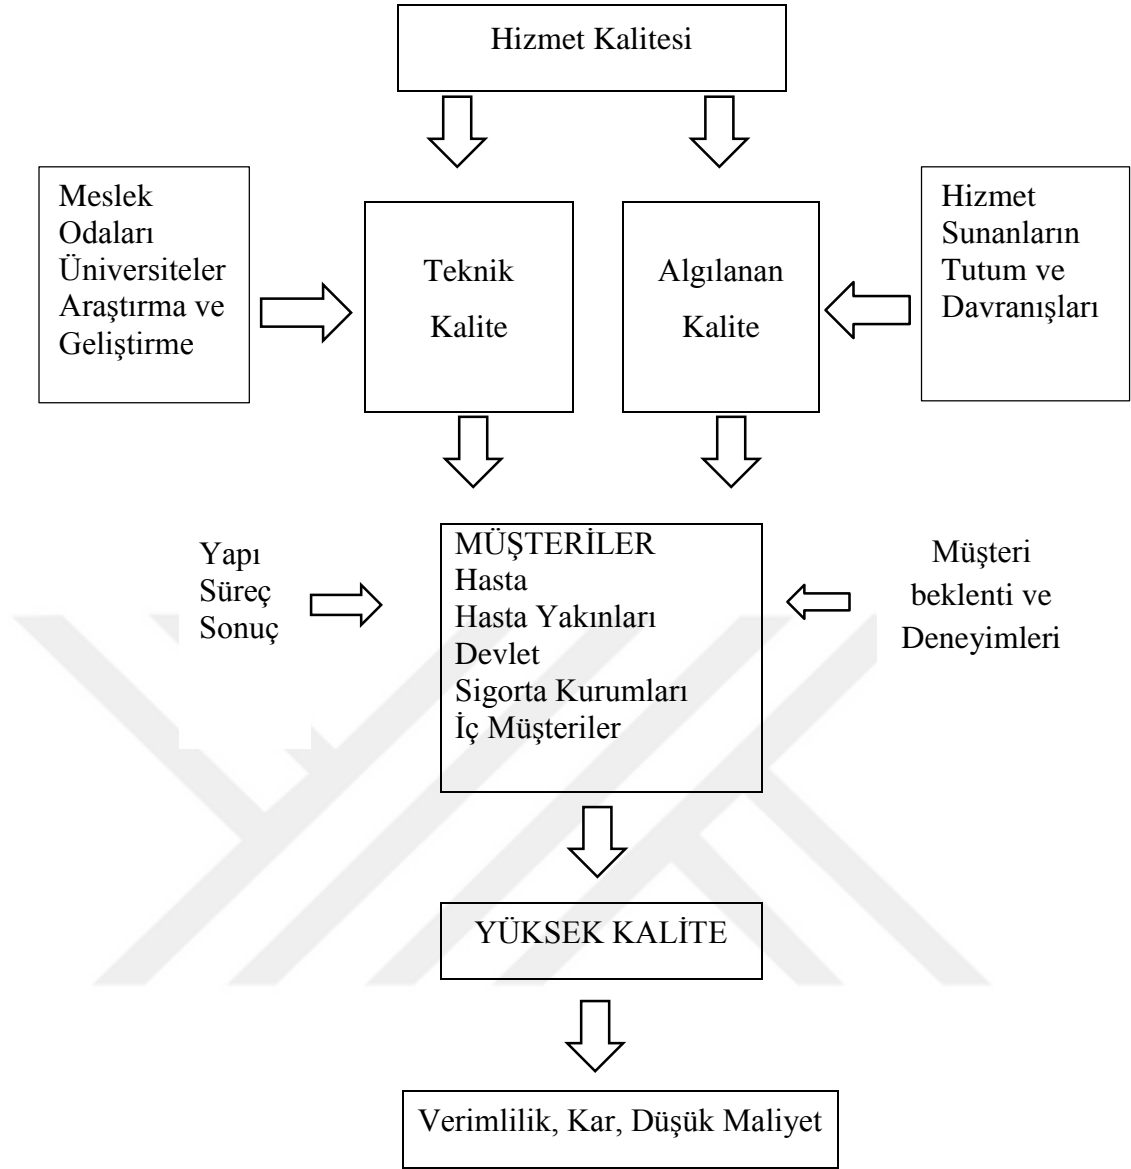 Hizmet Kalitesi
Meslek
Odaları
Üniversiteler
Araştırma ve
Geliştirme
Teknik
Kalite
Algılanan
Kalite
Hizmet
Sunanların
Tutum ve
Davranışları
Yapı
Süreç
Sonuç
MÜŞTERİLER
Hasta
Hasta Yakınları
Devlet
Sigorta Kurumları
İç Müşteriler
Müşteri
beklenti ve
Deneyimleri
YÜKSEK KALİTE
Verimlilik, Kar, Düşük Maliyet